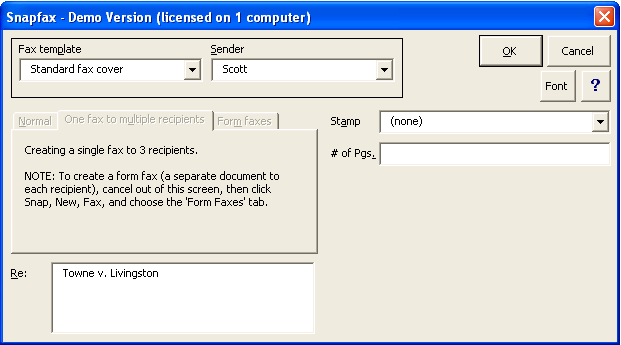 Snapfax - Demo Version (licensed on 1 computer)
Fax template
Sender
Standard fax cover
Scott
OK
Cancel
Font
?
Normal
One fax to multiple recipients
Form faxes
Creating a single fax to 3 recipients.
NOTE: To create a form fax (a separate document to
each recipient), cancel out of this screen, then click
Snap, New, Fax, and choose the 'Form Faxes' tab.
Stamp
(none)
# of Pgs.
Re:
Towne v. Livingston